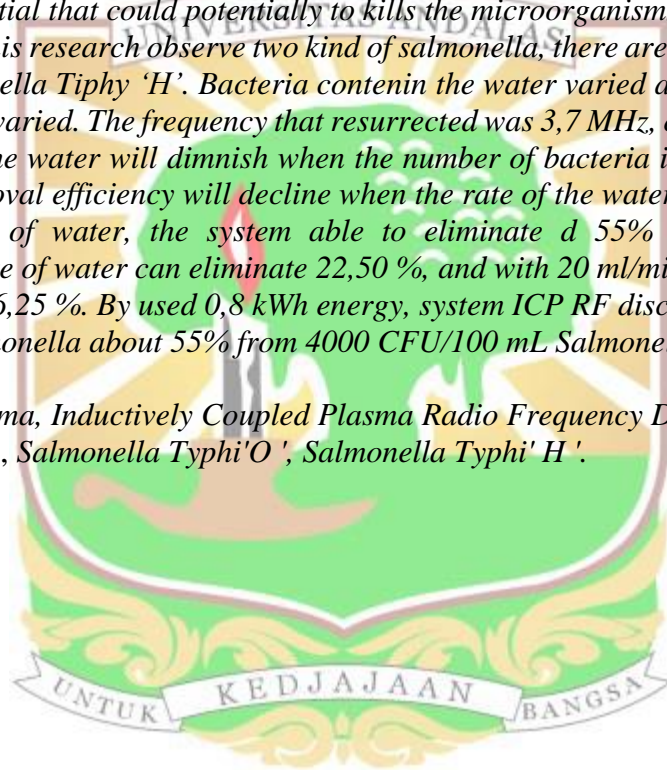 tial that could potentially to kills the microorganism
UNIVERSITAS ANDALAS
is research observe two kind of salmonella, there are
ella Tiphy ‘H’. Bacteria contenin the water varied a
varied. The frequency that resurrected was 3,7 MHz,
he water will dimnish when the number of bacteria i
oval efficiency will decline when the rate of the water
of water, the system able to eliminate d 55%
e of water can eliminate 22,50 %, and with 20 ml/mi
6,25 %. By used 0,8 kWh energy, system ICP RF disc
onella about 55% from 4000 CFU/100 mL Salmone
ma, Inductively Coupled Plasma Radio Frequency D
, Salmonella Typhi'O ', Salmonella Typhi' H '.
UNTUK KEDJAJAAN BANGSA